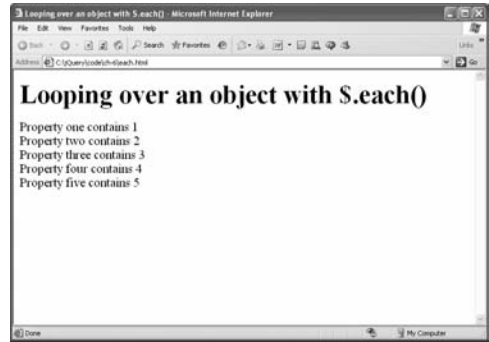 Looping over an object with $.each() - Microsoft Internet Explorer
File Edit View Favorites Tools Help
Back Search Favorites Links
Address C:\jQuery\code\ch-6\each.html Go
Looping over an object with $.each()
Property one contains 1
Property two contains 2
Property three contains 3
Property four contains 4
Property five contains 5
Done My Computer